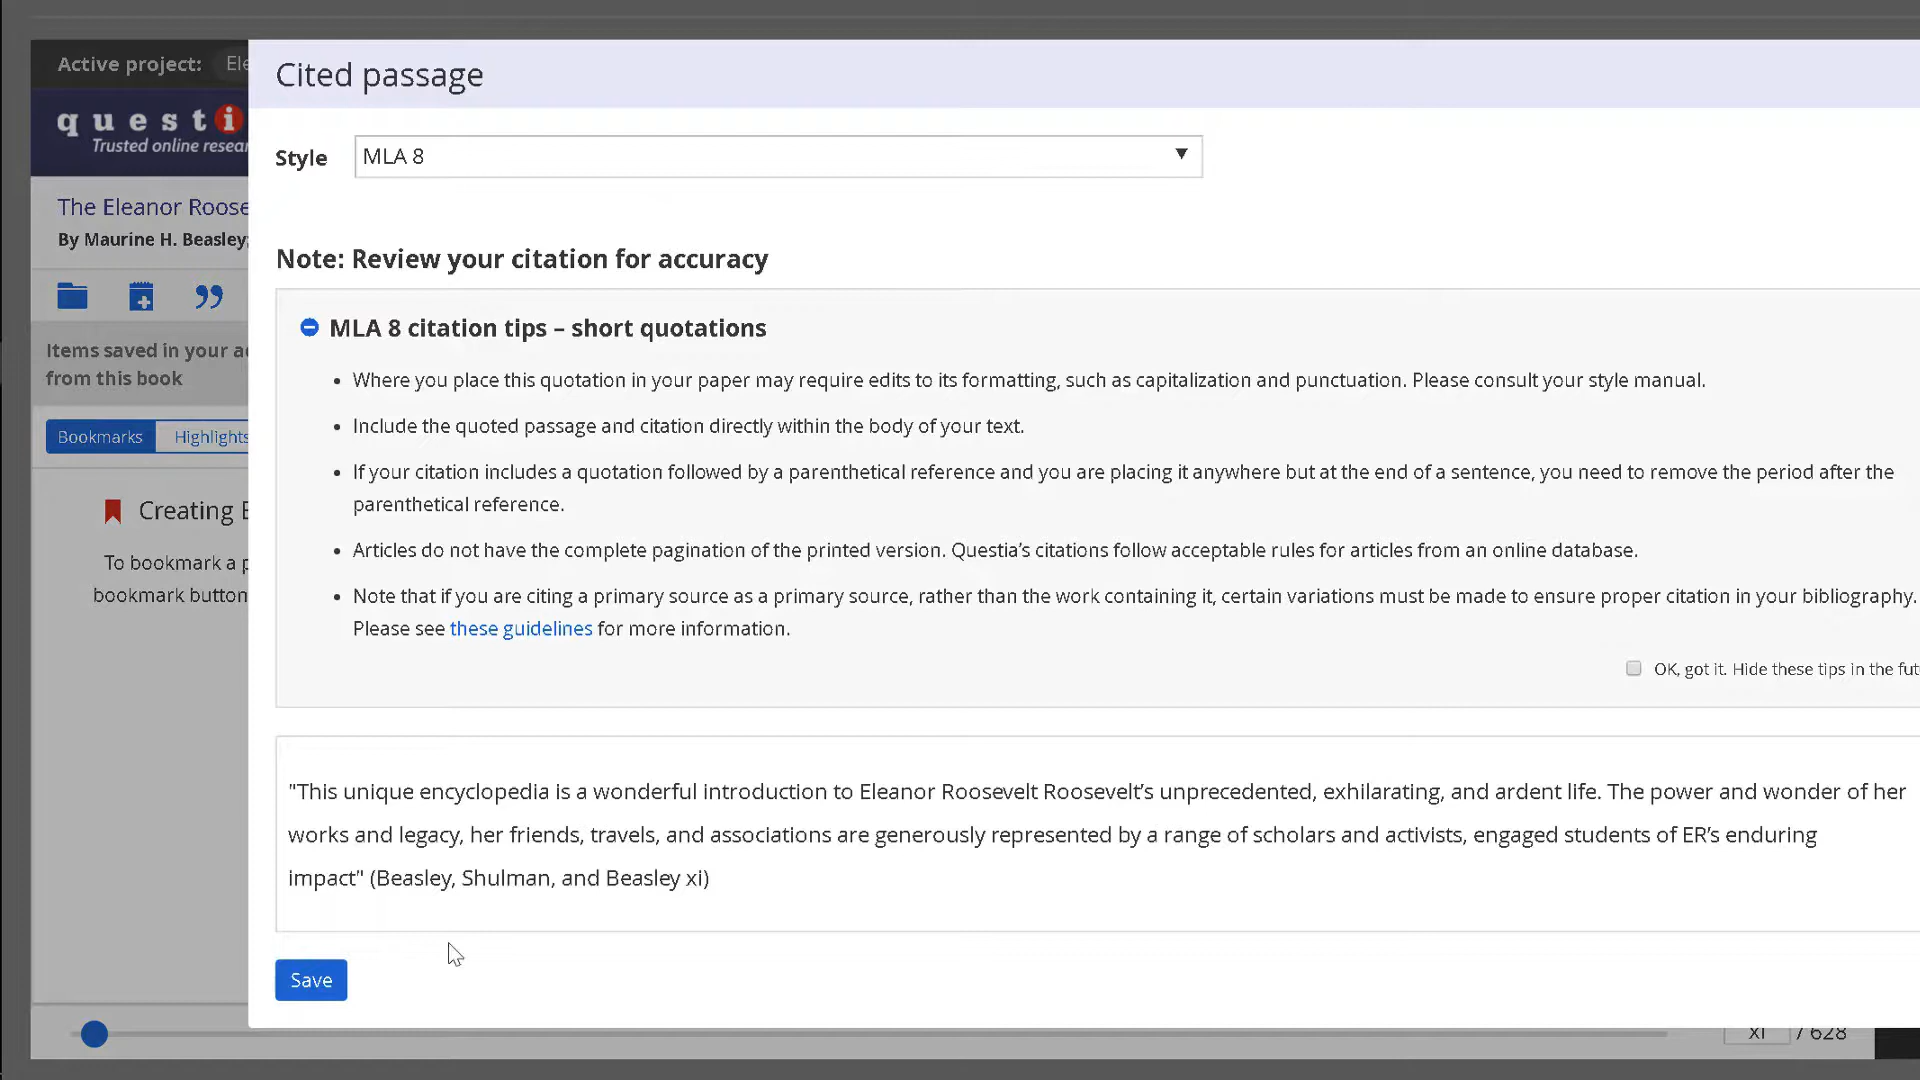 Active project:
Cited passage
questi
Trusted online
Style
MLA 8
The Eleanor
By Maurine H. Beasley;
Note: Review your citation for accuracy
MLA 8 citation tips – short quotations
Items saved in your
from this book
• Where you place this quotation in your paper may require edits to its formatting, such as capitalization and punctuation. Please consult your style manual.
• Include the quoted passage and citation directly within the body of your text.
Bookmarks
Highlights
• If your citation includes a quotation followed by a parenthetical reference and you are placing it anywhere but at the end of a sentence, you need to remove the period after the
parenthetical reference.
Creating
• Articles do not have the complete pagination of the printed version. Questia’s citations follow acceptable rules for articles from an online database.
To bookmark a
bookmark button
• Note that if you are citing a primary source as a primary source, rather than the work containing it, certain variations must be made to ensure proper citation in your bibliography.
Please see these guidelines for more information.
OK, got it. Hide these tips in the
"This unique encyclopedia is a wonderful introduction to Eleanor Roosevelt Roosevelt’s unprecedented, exhilarating, and ardent life. The power and wonder of her
works and legacy, her friends, travels, and associations are generously represented by a range of scholars and activists, engaged students of ER’s enduring
impact" (Beasley, Shulman, and Beasley xi)
Save
xi / 628